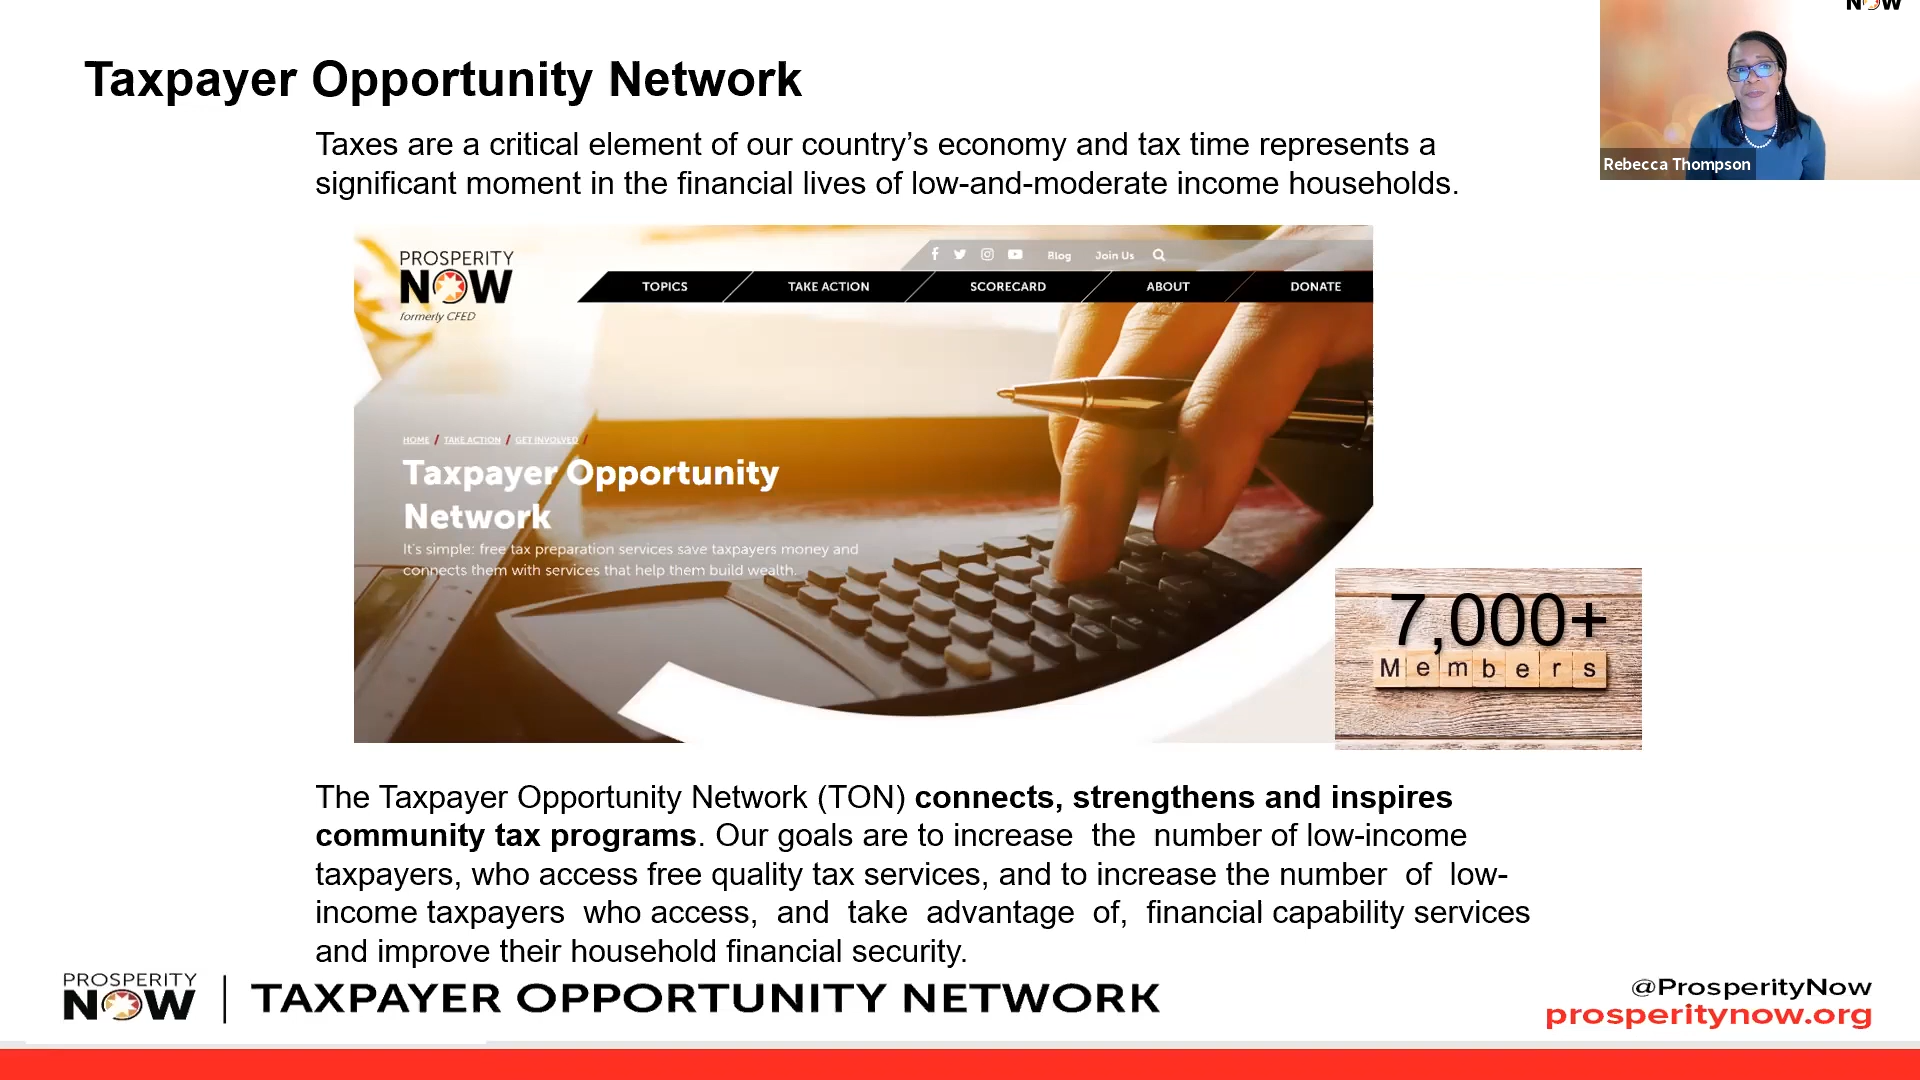 NOW
Taxpayer Opportunity Network
Taxes are a critical element of our country’s economy and tax time represents a
significant moment in the financial lives of low-and-moderate income households.
Rebecca Thompson
PROSPERITY
NOW
formerly CFED
Blog Join Us
TOPICS TAKE ACTION SCORECARD ABOUT DONATE
HOME / TAKE ACTION / GET INVOLVED /
Taxpayer Opportunity
Network
It's simple: free tax preparation services save taxpayers money and
connects them with services that help them build wealth.
7,000+
Members
The Taxpayer Opportunity Network (TON) connects, strengthens and inspires
community tax programs. Our goals are to increase the number of low-income
taxpayers, who access free quality tax services, and to increase the number of low-
income taxpayers who access, and take advantage of, financial capability services
and improve their household financial security.
PROSPERITY
NOW | TAXPAYER OPPORTUNITY NETWORK
@ProsperityNow
prosperitynow.org